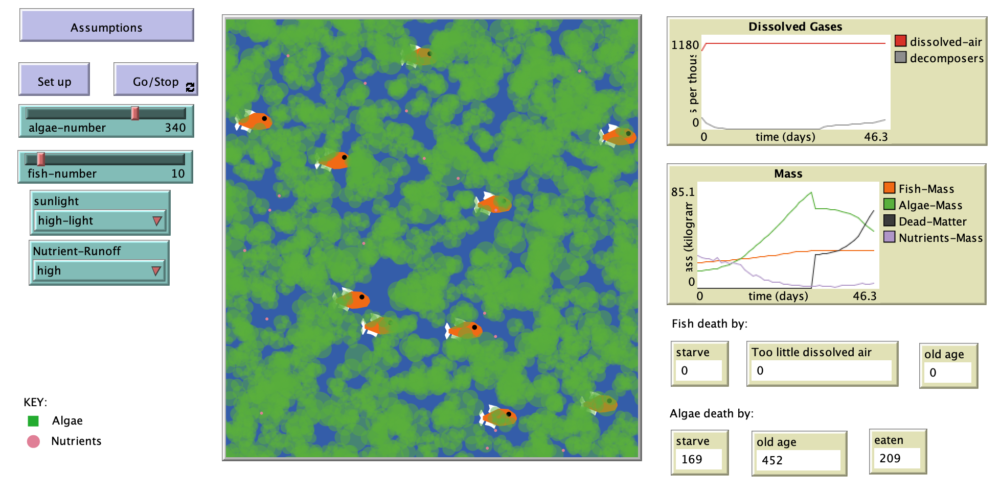 Assumptions
Set up
Go/Stop
algae-number 340
fish-number 10
sunlight
high-light
Nutrient-Runoff
high
KEY:
Algae
Nutrients
Dissolved Gases
1180
s per thous
0
0 time (days) 46.3
dissolved-air
decomposers
Mass
85.1
ass (kilogram
0
0 time (days) 46.3
Fish-Mass
Algae-Mass
Dead-Matter
Nutrients-Mass
Fish death by:
starve
0
Too little dissolved air
0
old age
0
Algae death by:
starve
169
old age
452
eaten
209